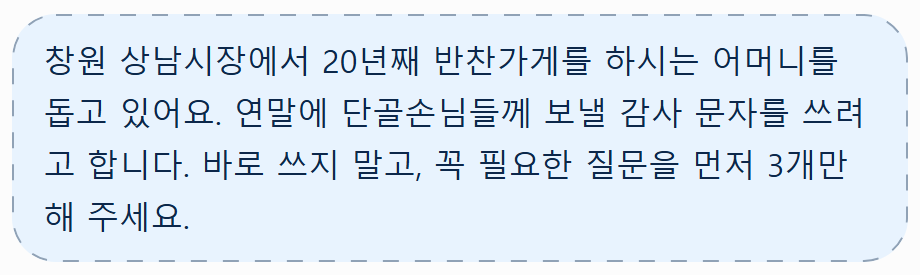 창원 상남시장에서 20년째 반찬가게를 하시는 어머니를
돕고 있어요. 연말에 단골손님들께 보낼 감사 문자를 쓰려
고 합니다. 바로 쓰지 말고, 꼭 필요한 질문을 먼저 3개만
해 주세요.